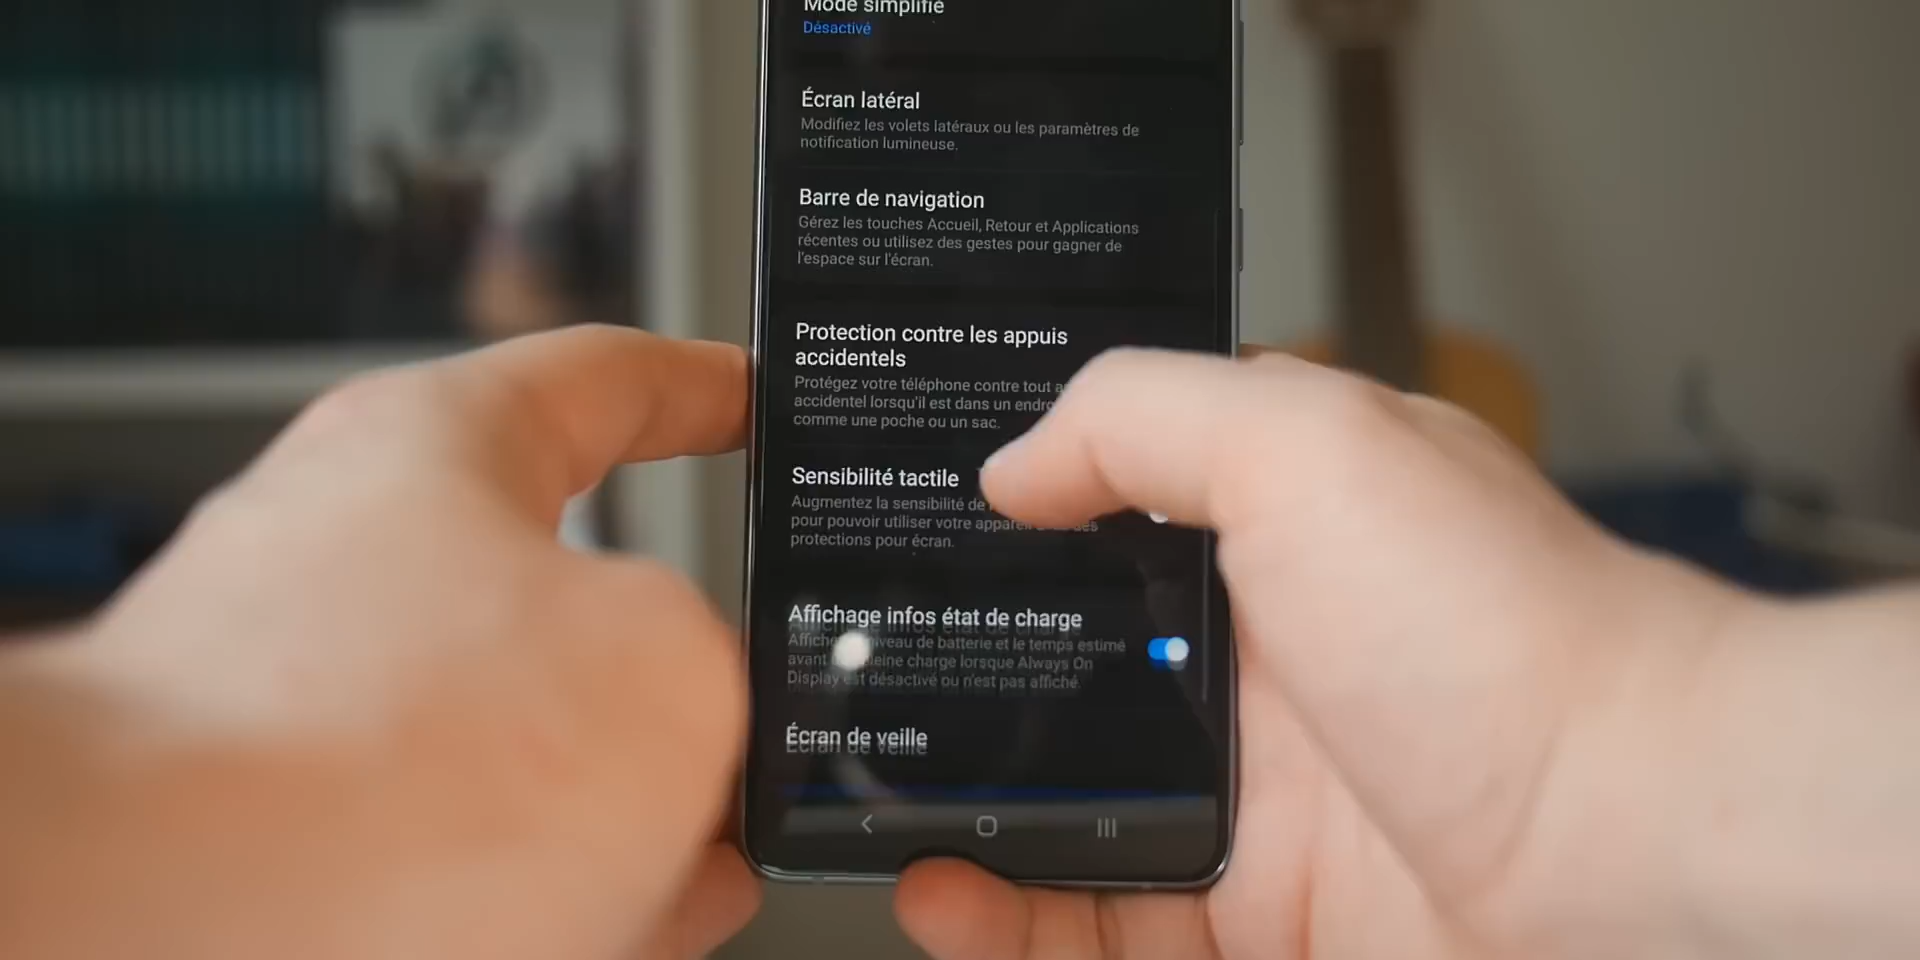 Mode simplifié
Désactivé
Écran latéral
Modifiez les volets latéraux ou les paramètres de
notification lumineuse.
Barre de navigation
Gérez les touches Accueil, Retour et Applications
récentes ou utilisez des gestes pour gagner de
l'espace sur l'écran.
Protection contre les appuis
accidentels
Protégez votre téléphone contre tout
accidentel lorsqu'il est dans un
comme une poche ou un sac.
Sensibilité tactile
Augmentez la sensibilité de
pour pouvoir utiliser votre
protections pour écran.
Affichage infos état de charge
de batterie et le temps estimé
avant charge lorsque Always On
Display est désactivé ou n'est pas affiché.
Écran de veille